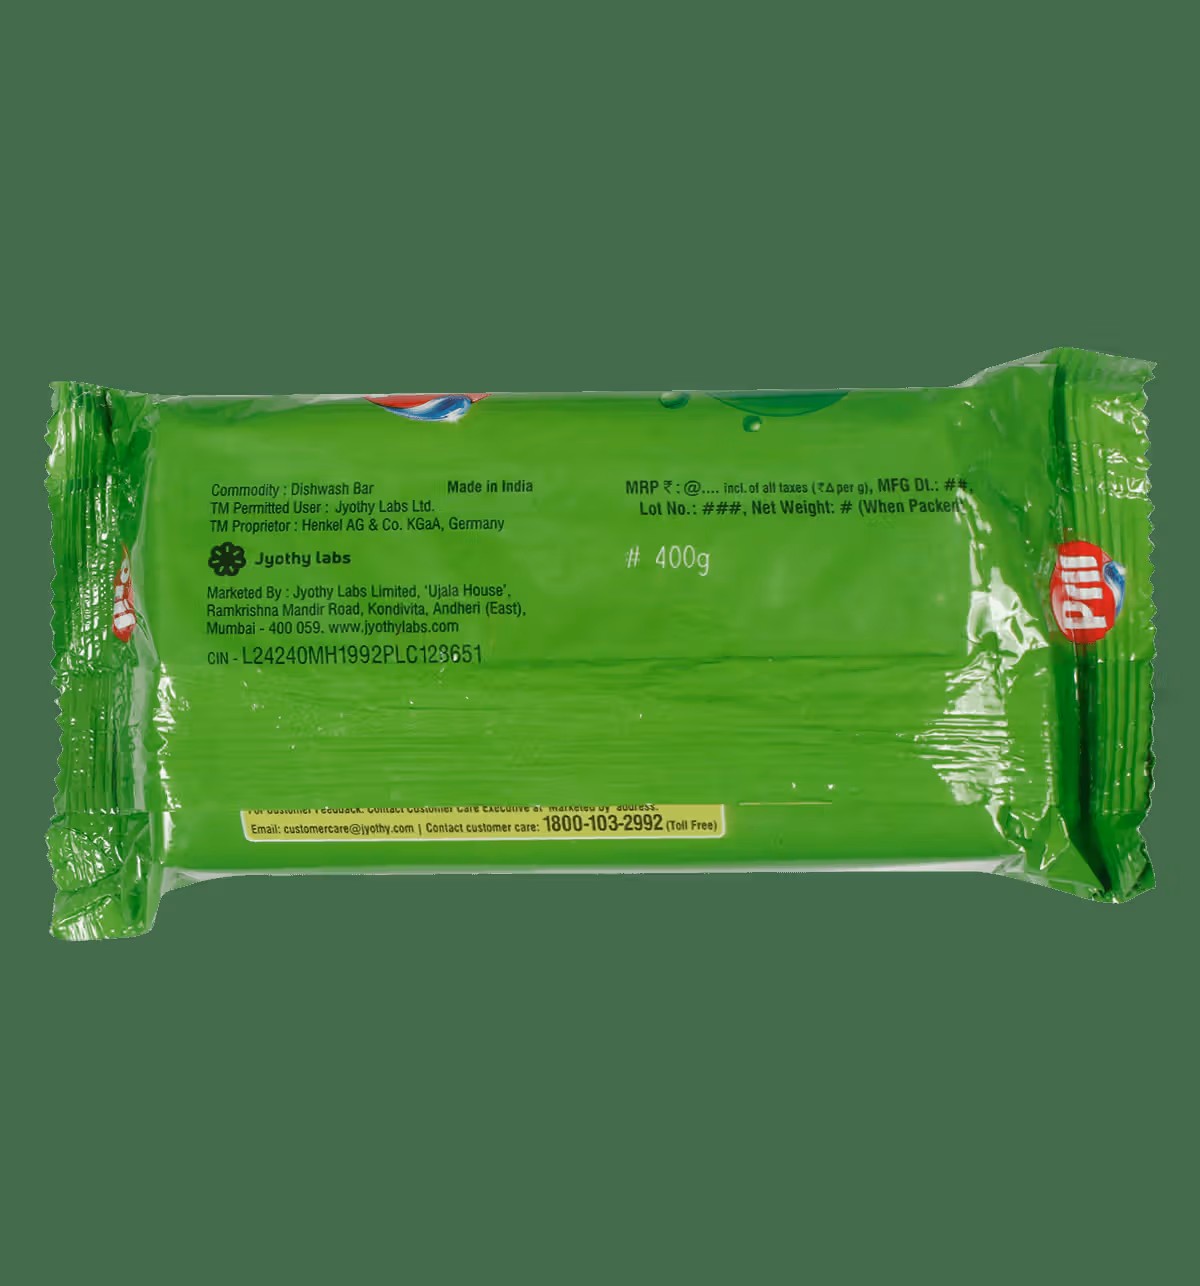 Commodity : Dishwash Bar
Made in India
TM Permitted User : Jyothy Labs Ltd.
TM Proprietor : Henkel AG & Co. KGaA, Germany
Jyothy labs
Marketed By : Jyothy Labs Limited, 'Ujala House',
Ramkrishna Mandir Road, Kondivita, Andheri (East),
Mumbai - 400 059. www.jyothylabs.com
CIN - L24240MH1992PLC128651
MRP ₹ : @.... incl. of all taxes (₹∆ per g), MFG Dt.: ##,
Lot No.: ###, Net Weight: # (When Packed)
# 400g
Pril
For Customer Feedback: Contact Customer Care Executive at 'Marketed by' address.
Email: customercare@jyothy.com | Contact customer care: 1800-103-2992 (Toll Free)